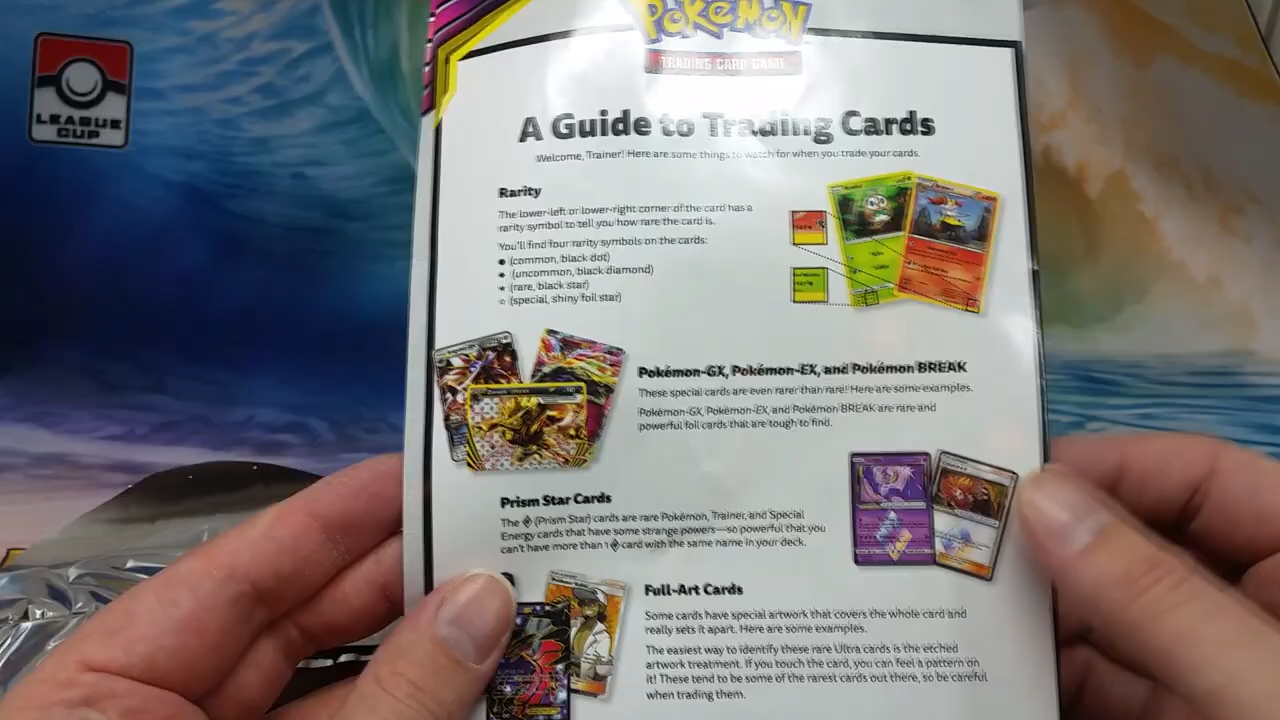 LEAGUE
CUP
POKéMON
TRADING CARD GAME
A Guide to Trading Cards
Welcome, Trainer! Here are some things to watch for when you trade your cards.
Rarity
The lower-left or lower-right corner of the card has a
rarity symbol to tell you how rare the card is.
You'll find four rarity symbols on the cards:
● (common, black dot)
◆ (uncommon, black diamond)
★ (rare, black star)
☆ (special, shiny foil star)
Pokémon-GX, Pokémon-EX, and Pokémon BREAK
These special cards are even rarer than rare! Here are some examples.
Pokémon-GX, Pokémon-EX, and Pokémon BREAK are rare and
powerful foil cards that are tough to find.
Prism Star Cards
The ◇ (Prism Star) cards are rare Pokémon, Trainer, and Special
Energy cards that have some strange powers—so powerful that you
can't have more than 1 ◇ card with the same name in your deck.
Full-Art Cards
Some cards have special artwork that covers the whole card and
really sets it apart. Here are some examples.
The easiest way to identify these rare Ultra cards is the etched
artwork treatment. If you touch the card, you can feel a pattern on
it! These tend to be some of the rarest cards out there, so be careful
when trading them.